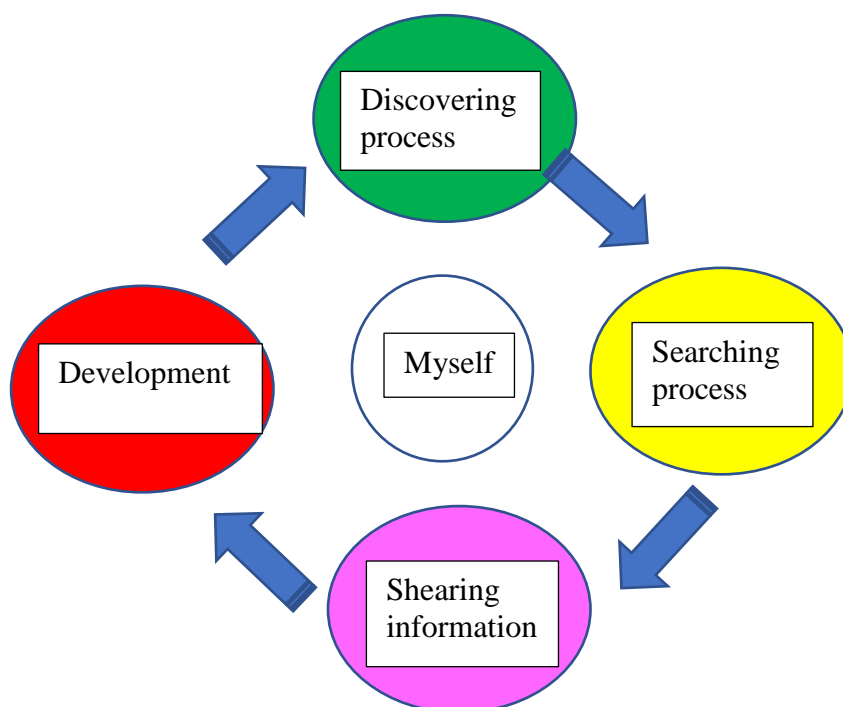 Discovering
process
Development
Myself
Searching
process
Shearing
information